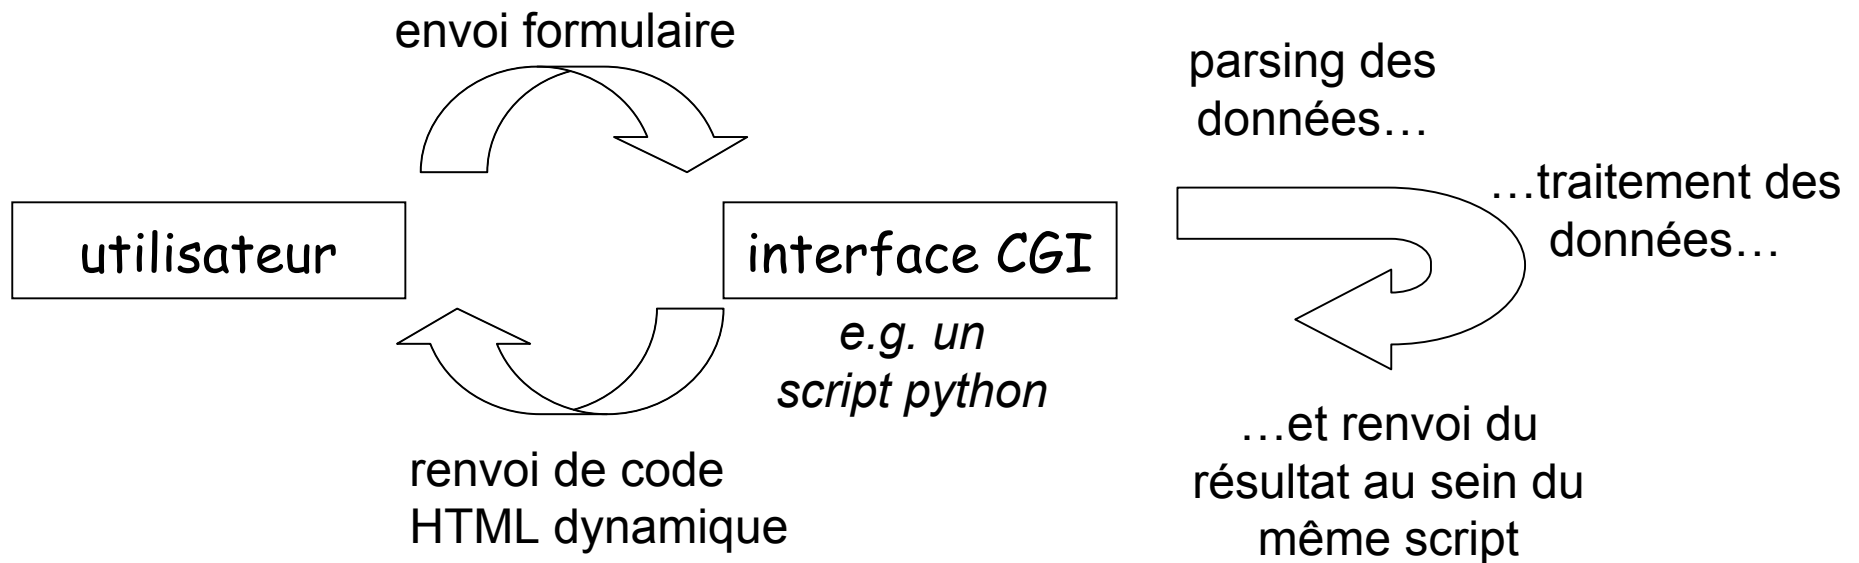 envoi formulaire
parsing des
données…
…traitement des
données…
utilisateur
interface CGI
e.g. un
script python
renvoi de code
HTML dynamique
…et renvoi du
résultat au sein du
même script